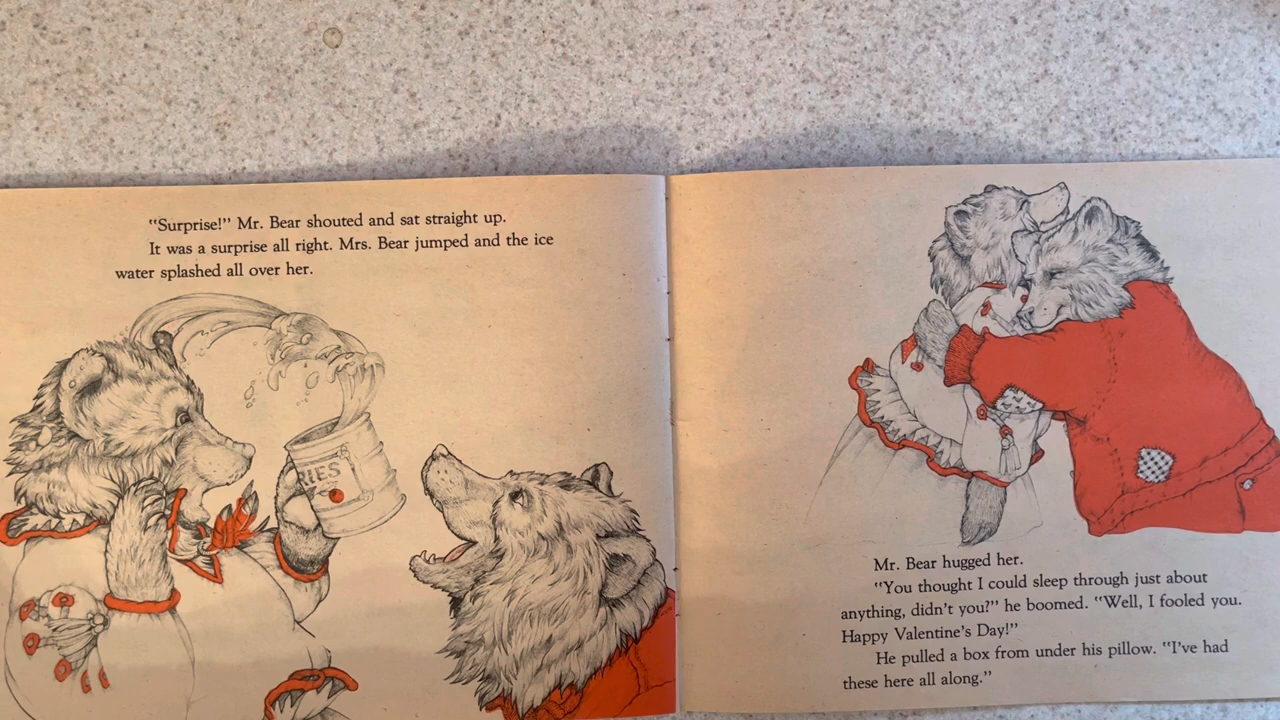 "Surprise!" Mr. Bear shouted and sat straight up.
It was a surprise all right. Mrs. Bear jumped and the ice
water splashed all over her.
RIES
Mr. Bear hugged her.
"You thought I could sleep through just about
anything, didn't you?" he boomed. "Well, I fooled you.
Happy Valentine's Day!"
He pulled a box from under his pillow. "I've had
these here all along."